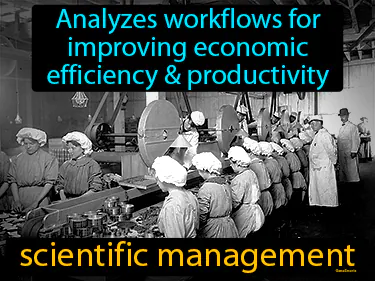 Analyzes workflows for
improving economic
efficiency & productivity
scientific management